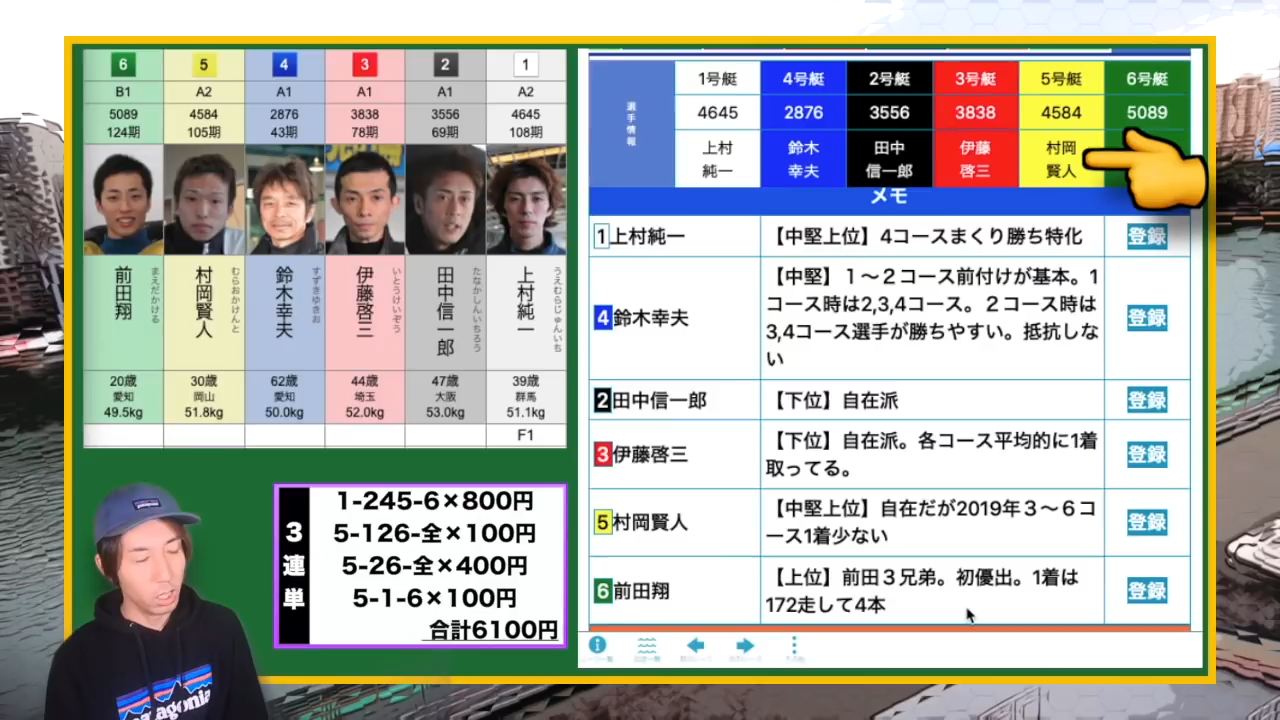 6 5 4 3 2 1
B1 A2 A1 A1 A1 A2
5089 4584 2876 3838 3556 4645
124期 105期 43期 78期 69期 108期
前田翔 まえだかける
村岡賢人 むらおかけんと
鈴木幸夫 すずきゆきお
伊藤啓三 いとうけいぞう
田中信一郎 たなかしんいちろう
上村純一 うえむらじゅんいち
20歳 30歳 62歳 44歳 47歳 39歳
愛知 岡山 愛知 埼玉 大阪 群馬
49.5kg 51.8kg 50.0kg 52.0kg 53.0kg 51.1kg
F1
3連単
1-245-6×800円
5-126-全×100円
5-26-全×400円
5-1-6×100円
合計6100円
patagonia
選手情報
1号艇 4号艇 2号艇 3号艇 5号艇 6号艇
4645 2876 3556 3838 4584 5089
上村 鈴木 田中 伊藤 村岡
純一 幸夫 信一郎 啓三 賢人
メモ
1上村純一 【中堅上位】4コースまくり勝ち特化 登録
4鈴木幸夫 【中堅】１〜２コース前付けが基本。1
コース時は2,3,4コース。２コース時は
3,4コース選手が勝ちやすい。抵抗しな
い
登録
2田中信一郎 【下位】自在派 登録
3伊藤啓三 【下位】自在派。各コース平均的に1着
取ってる。
登録
5村岡賢人 【中堅上位】自在だが2019年３〜６コ
ース1着少ない
登録
6前田翔 【上位】前田３兄弟。初優出。1着は
172走して4本
登録